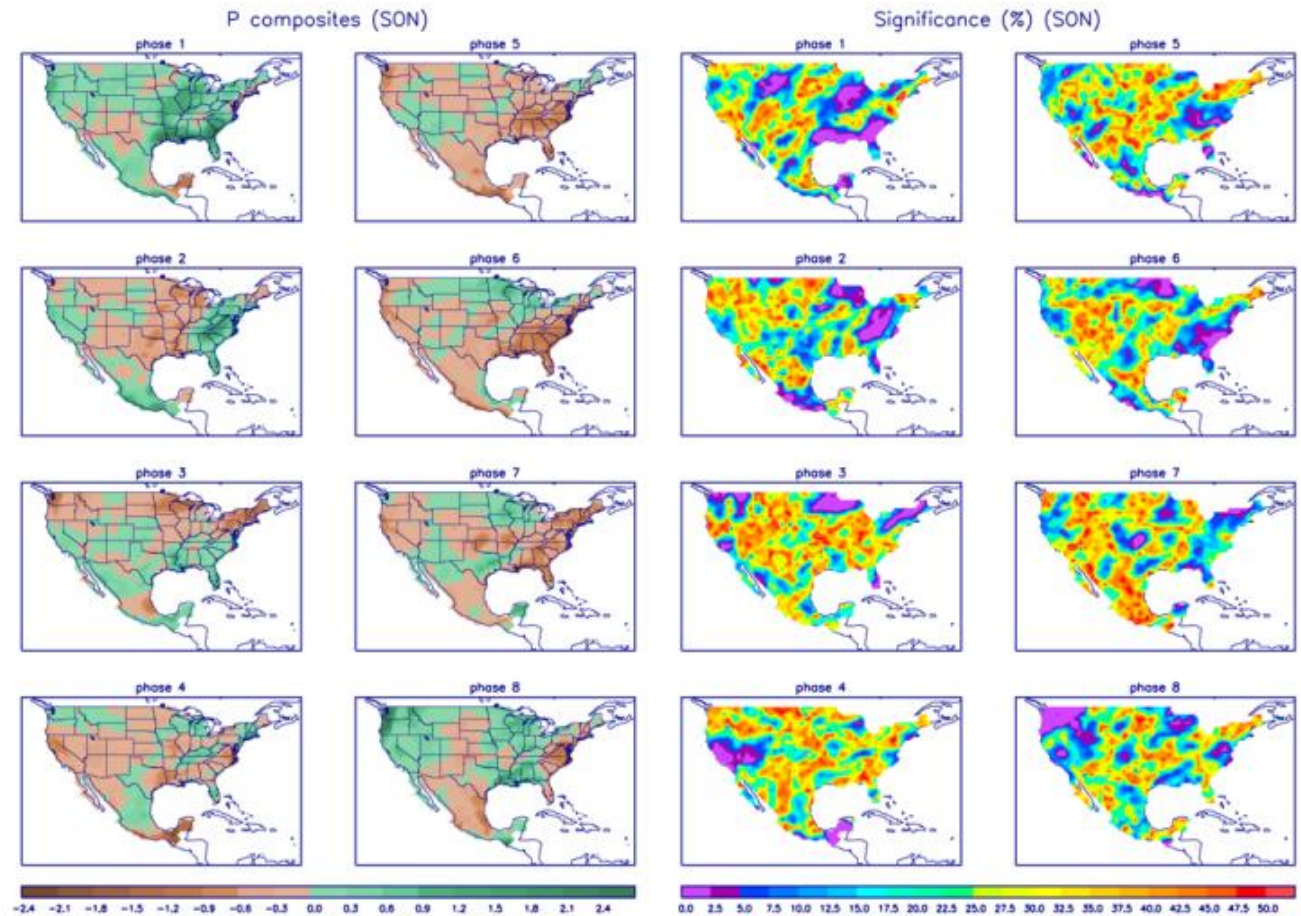 P composites (SON) Significance (%) (SON)
phase 1 phase 5 phase 1 phase 5
phase 2 phase 6 phase 2 phase 6
phase 3 phase 7 phase 3 phase 7
phase 4 phase 8 phase 4 phase 8
-2.4 -2.1 -1.8 -1.5 -1.2 -0.9 -0.6 -0.3 0.0 0.3 0.6 0.9 1.2 1.5 1.8 2.1 2.4 0.0 2.5 5.0 7.5 10.0 12.5 15.0 17.5 20.0 22.5 25.0 27.5 30.0 32.5 35.0 37.5 40.0 42.5 45.0 47.5 50.0